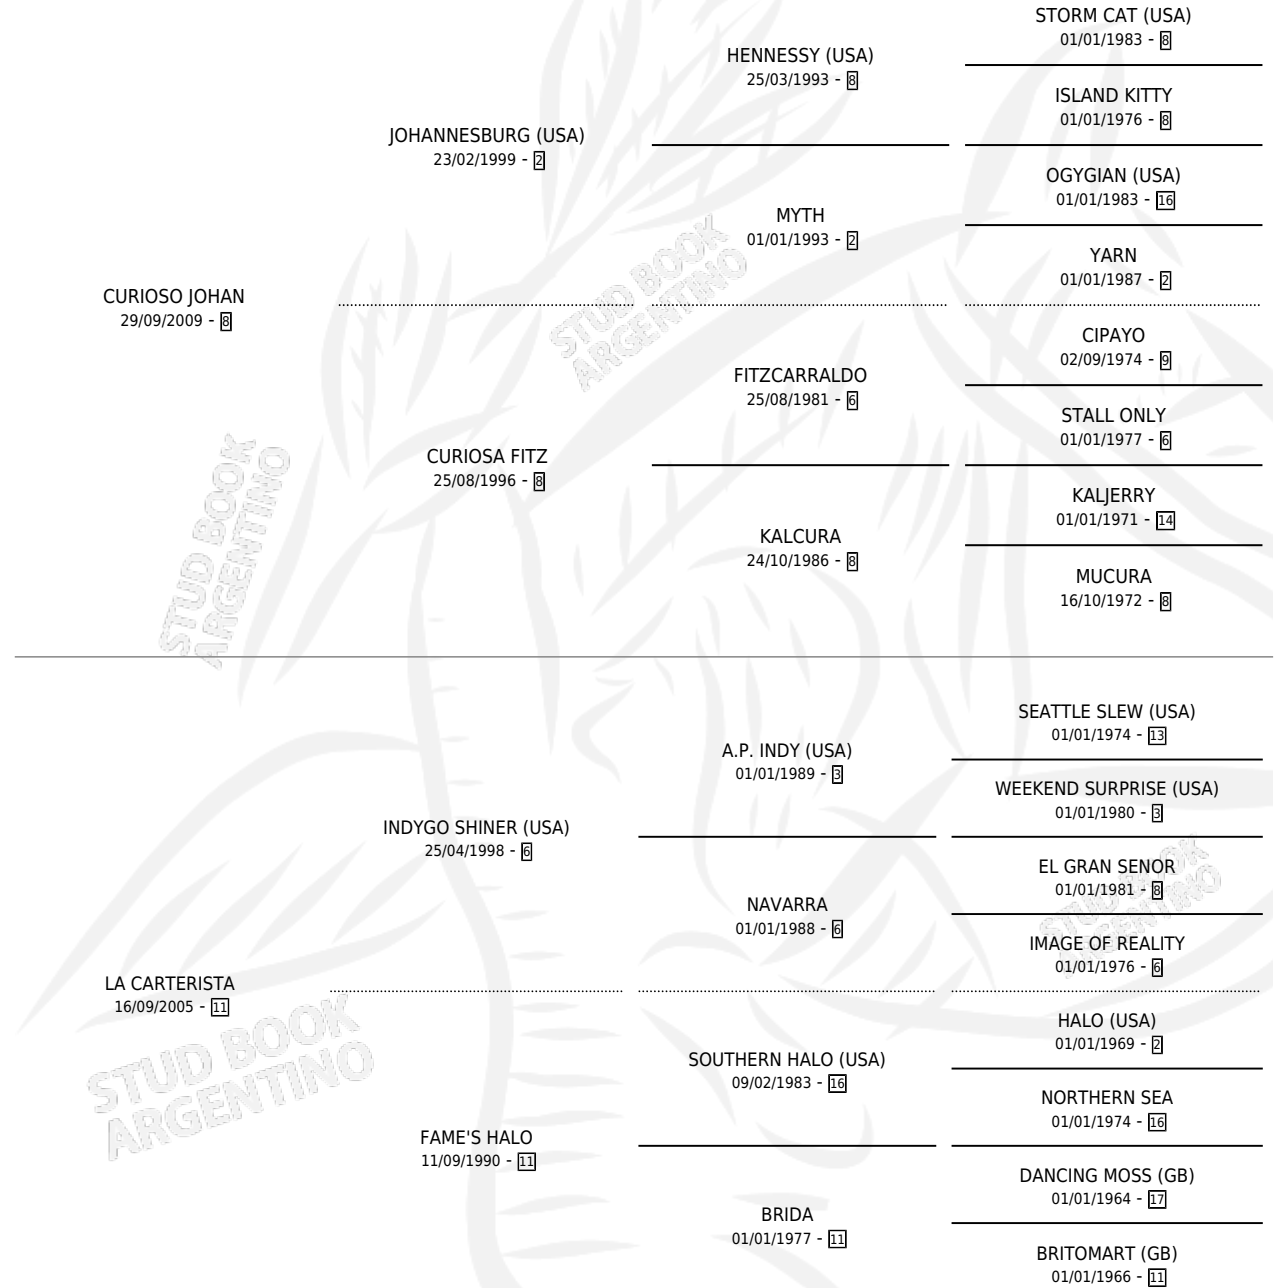 STORM CAT (USA)
01/01/1983 - 8
HENNESSY (USA)
25/03/1993 - 8
ISLAND KITTY
01/01/1976 - 8
JOHANNESBURG (USA)
23/02/1999 - 2
OGYGIAN (USA)
01/01/1983 - 16
MYTH
01/01/1993 - 2
YARN
01/01/1987 - 2
CURIOSO JOHAN
29/09/2009 - 8
CIPAYO
02/09/1974 - 9
FITZCARRALDO
25/08/1981 - 6
STALL ONLY
01/01/1977 - 6
CURIOSA FITZ
25/08/1996 - 8
KALJERRY
01/01/1971 - 14
KALCURA
24/10/1986 - 8
MUCURA
16/10/1972 - 8
SEATTLE SLEW (USA)
01/01/1974 - 13
A.P. INDY (USA)
01/01/1989 - 3
WEEKEND SURPRISE (USA)
01/01/1980 - 3
INDYGO SHINER (USA)
25/04/1998 - 6
EL GRAN SENOR
01/01/1981 - 8
NAVARRA
01/01/1988 - 6
IMAGE OF REALITY
01/01/1976 - 6
LA CARTERISTA
16/09/2005 - 11
HALO (USA)
01/01/1969 - 2
SOUTHERN HALO (USA)
09/02/1983 - 16
NORTHERN SEA
01/01/1974 - 16
FAME'S HALO
11/09/1990 - 11
DANCING MOSS (GB)
01/01/1964 - 17
BRIDA
01/01/1977 - 11
BRITOMART (GB)
01/01/1966 - 11
STUD BOOK
ARGENTINO
STUD BOOK
ARGENTINO
STUD BOOK
ARGENTINO
STUD BOOK
ARGENTINO